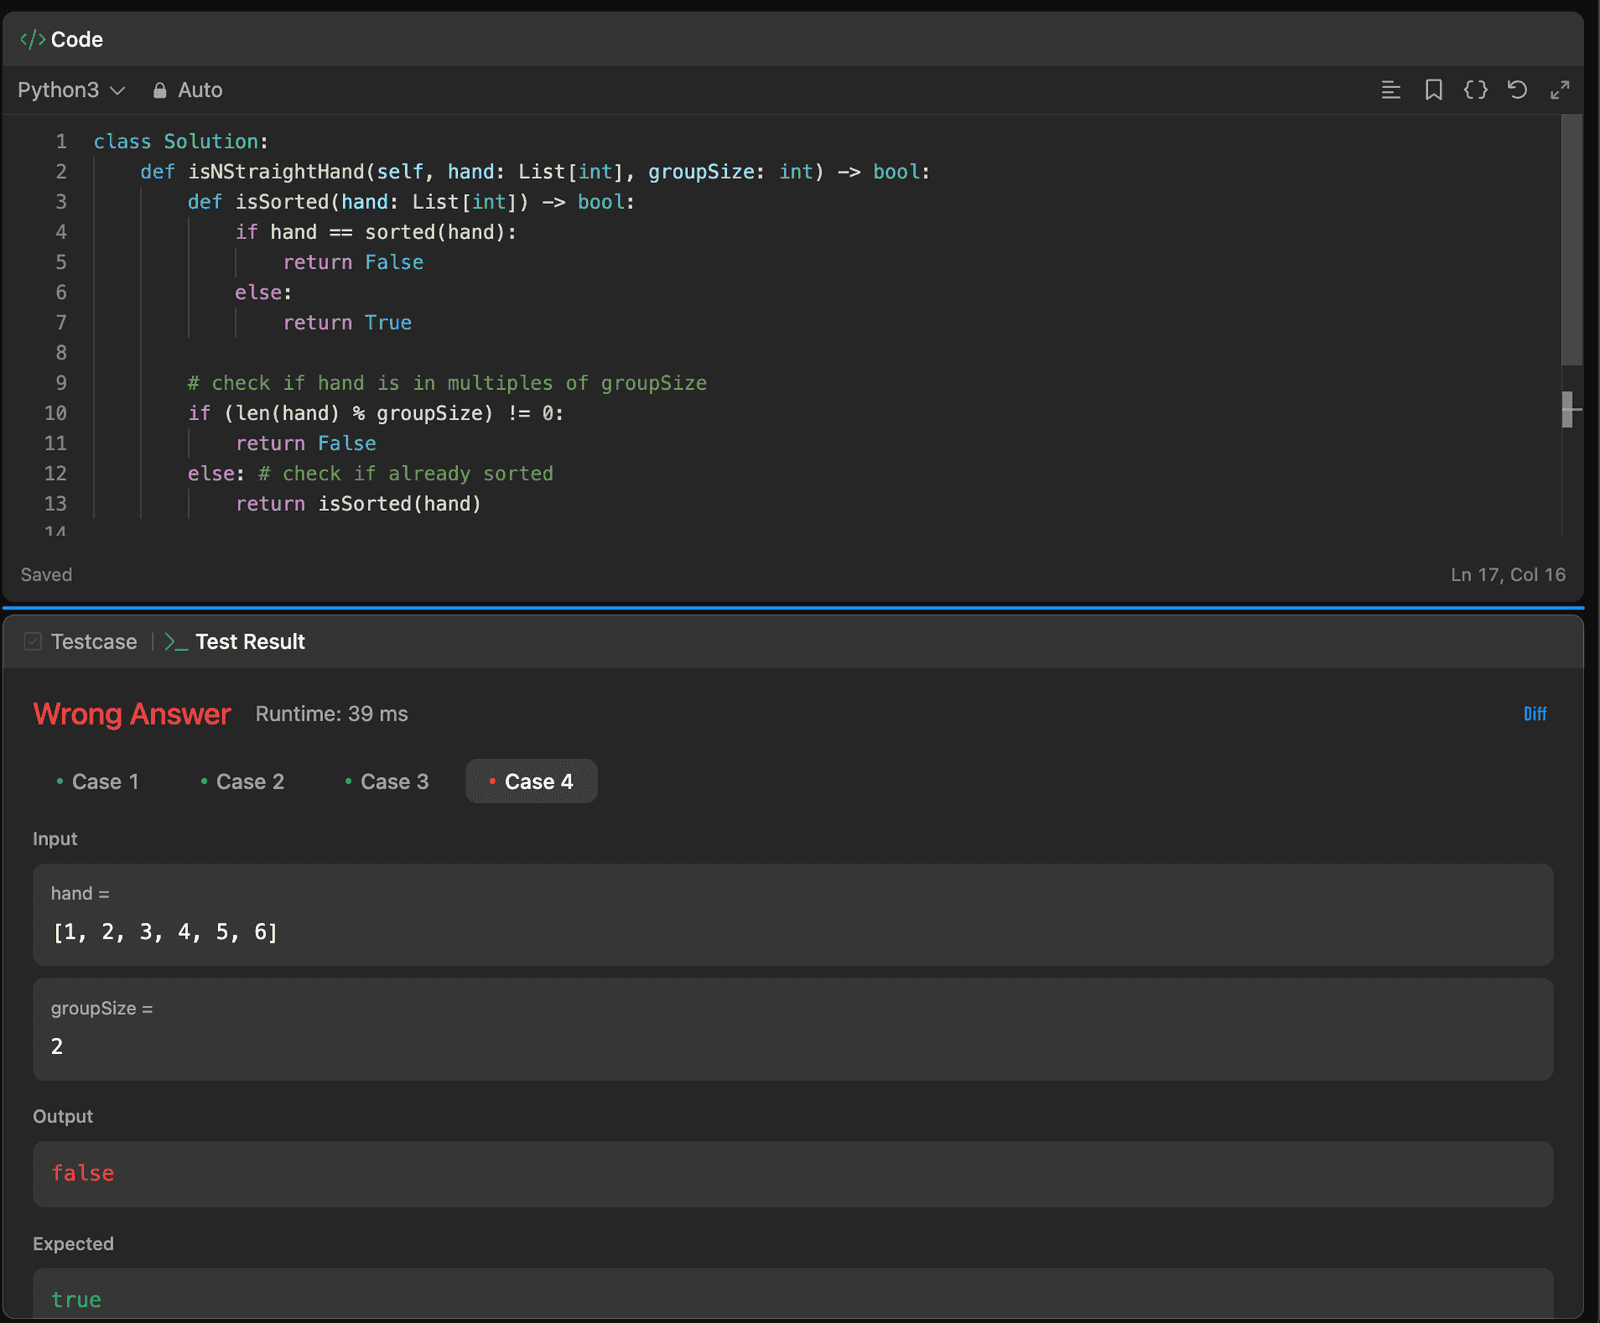 </> Code
Python3 Auto
1 class Solution:
2 def isNStraightHand(self, hand: List[int], groupSize: int) -> bool:
3 def isSorted(hand: List[int]) -> bool:
4 if hand == sorted(hand):
5 return False
6 else:
7 return True
8
9 # check if hand is in multiples of groupSize
10 if (len(hand) % groupSize) != 0:
11 return False
12 else: # check if already sorted
13 return isSorted(hand)
14
Saved Ln 17, Col 16
Testcase | >_ Test Result
Wrong Answer Runtime: 39 ms Diff
• Case 1 • Case 2 • Case 3 • Case 4
Input
hand =
[1, 2, 3, 4, 5, 6]
groupSize =
2
Output
false
Expected
true